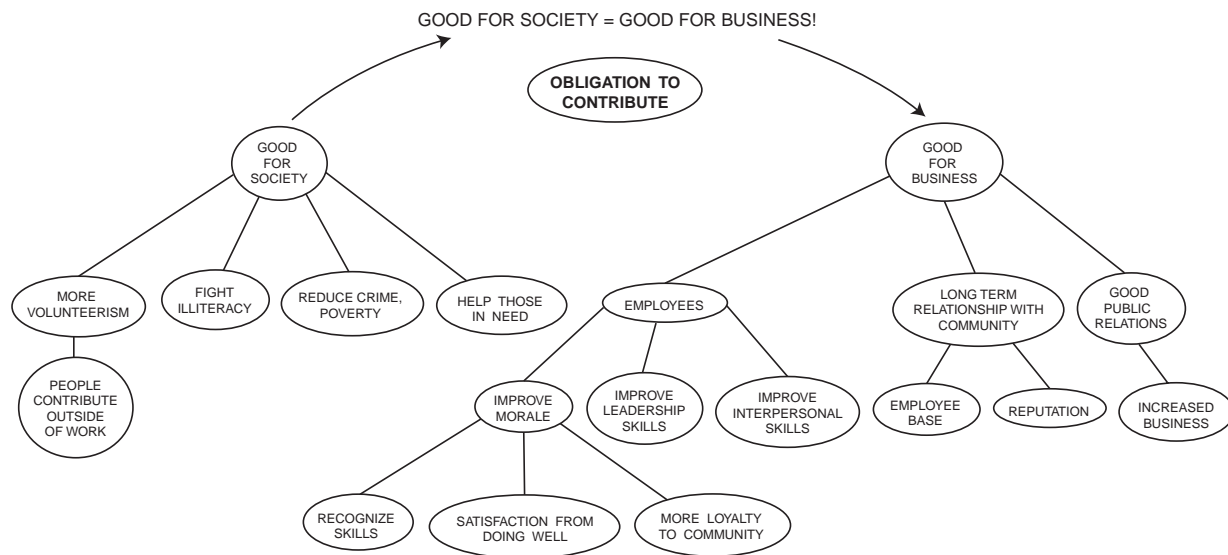 GOOD FOR SOCIETY = GOOD FOR BUSINESS!
OBLIGATION TO
CONTRIBUTE
GOOD
FOR
SOCIETY
GOOD
FOR
BUSINESS
MORE
VOLUNTEERISM
FIGHT
ILLITERACY
REDUCE CRIME,
POVERTY
HELP THOSE
IN NEED
EMPLOYEES
LONG TERM
RELATIONSHIP WITH
COMMUNITY
GOOD
PUBLIC
RELATIONS
PEOPLE
CONTRIBUTE
OUTSIDE
OF WORK
IMPROVE
MORALE
IMPROVE
LEADERSHIP
SKILLS
IMPROVE
INTERPERSONAL
SKILLS
EMPLOYEE
BASE
REPUTATION
INCREASED
BUSINESS
RECOGNIZE
SKILLS
SATISFACTION FROM
DOING WELL
MORE LOYALTY
TO COMMUNITY